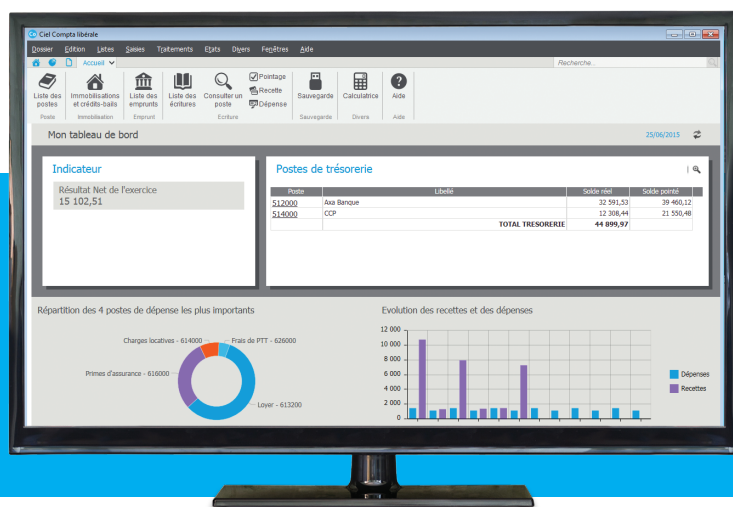 Ciel Compta libérale
Dossier Edition Listes Saisies Traitements Etats Divers Fenêtres Aide
Accueil Recherche...
Liste des postes
Immobilisations et crédits-bails
Liste des emprunts
Liste des écritures
Consulter un poste
Pointage
Recette
Dépense
Sauvegarde
Calculatrice
Aide
Poste Immobilisation Emprunt Ecriture Sauvegarde Divers Aide
Mon tableau de bord 25/06/2015
Indicateur
Résultat Net de l'exercice
15 102,51
Postes de trésorerie
Poste Libellé Solde réel Solde pointé
512000 Axa Banque 32 591,53 39 460,12
514000 CCP 12 308,44 21 550,48
TOTAL TRESORERIE 44 899,97
Répartition des 4 postes de dépense les plus importants
Charges locatives - 614000
Frais de PTT - 626000
Primes d'assurance - 616000
Loyer - 613200
Evolution des recettes et des dépenses
12 000
10 000
8 000
6 000
4 000
2 000
0
Dépenses
Recettes